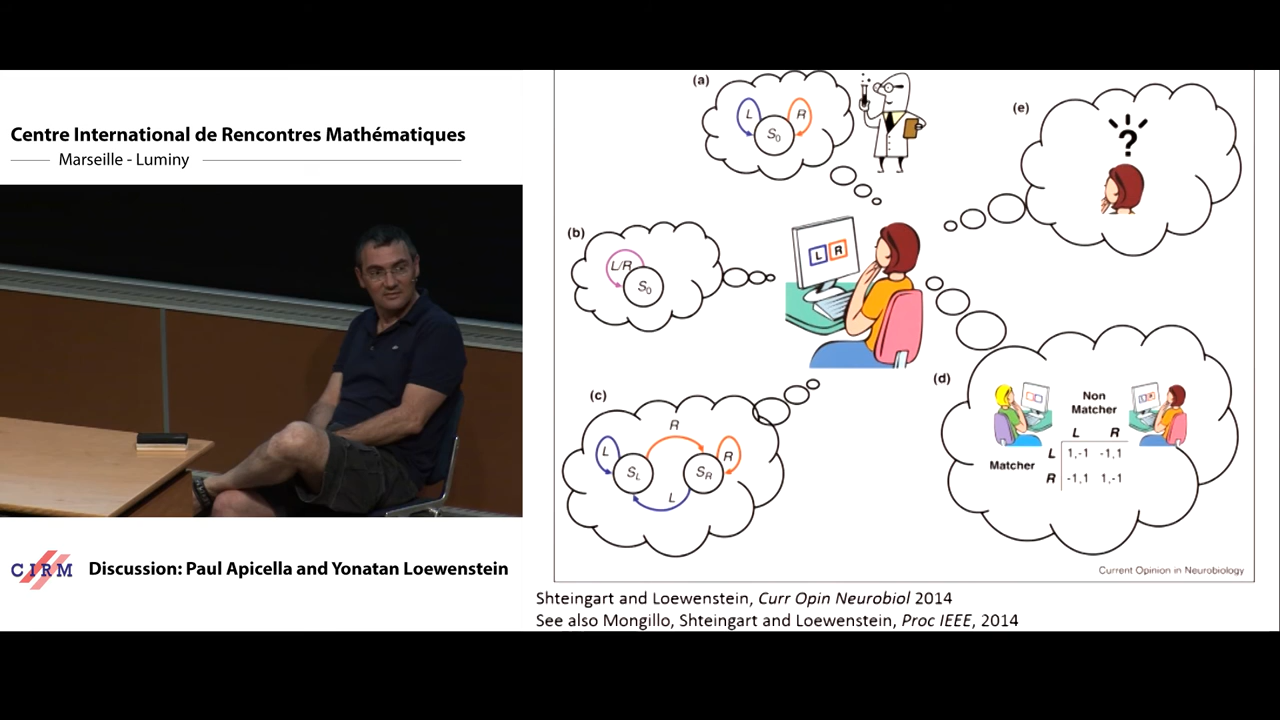 Centre International de Rencontres Mathématiques
Marseille - Luminy
CIRM
Discussion: Paul Apicella and Yonatan Loewenstein
(a)
L
R
S0
(b)
L/R
S0
(c)
R
L
SL
SR
R
L
L R
(e)
?
(d)
Non
Matcher
L R
Matcher
L 1,-1 -1,1
R -1,1 1,-1
Current Opinion in Neurobiology
Shteingart and Loewenstein, Curr Opin Neurobiol 2014
See also Mongillo, Shteingart and Loewenstein, Proc IEEE, 2014